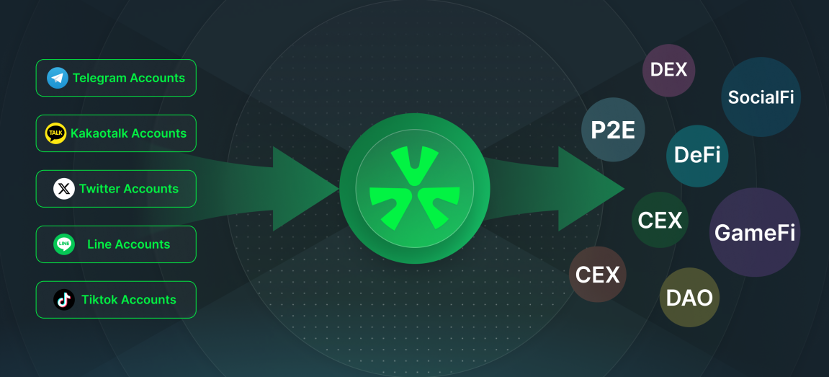 Telegram Accounts
TALK
Kakaotalk Accounts
Twitter Accounts
LINE
Line Accounts
Tiktok Accounts
DEX
SocialFi
P2E
DeFi
CEX
GameFi
CEX
DAO